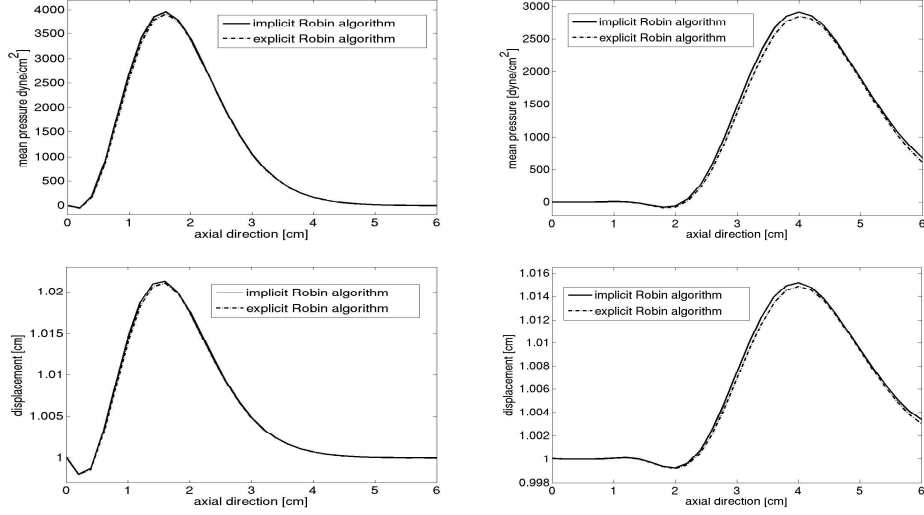 mean pressure dyne/cm²]
4000
3500
3000
2500
2000
1500
1000
500
0
implicit Robin algorithm
explicit Robin algorithm
0 1 2 3 4 5 6
axial direction [cm]
mean pressure [dyne/cm²]
3000
2500
2000
1500
1000
500
0
implicit Robin algorithm
explicit Robin algorithm
0 1 2 3 4 5 6
axial direction [cm]
displacement [cm]
1.02
1.015
1.01
1.005
1
implicit Robin algorithm
explicit Robin algorithm
0 1 2 3 4 5 6
axial direction [cm]
displacement [cm]
1.016
1.014
1.012
1.01
1.008
1.006
1.004
1.002
1
0.998
implicit Robin algorithm
explicit Robin algorithm
0 1 2 3 4 5 6
axial direction [cm]